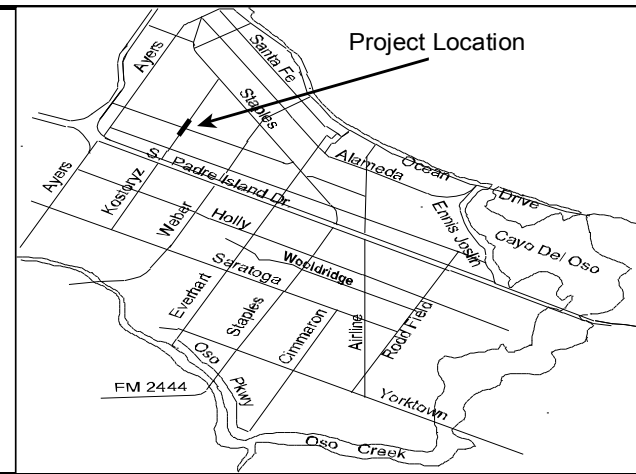 Project Location
Ayers
Santa Fe
Staples
Alameda
Ocean
Drive
S. Padre Island Dr
Ayers
Kostoryz
Weber
Holly
Ennis Joslin
Cayo Del Oso
Saratoga
Wooldridge
Everhart
Staples
Cimmaron
Airline
Rodd Field
Oso
Pkwy
FM 2444
Yorktown
Oso Creek